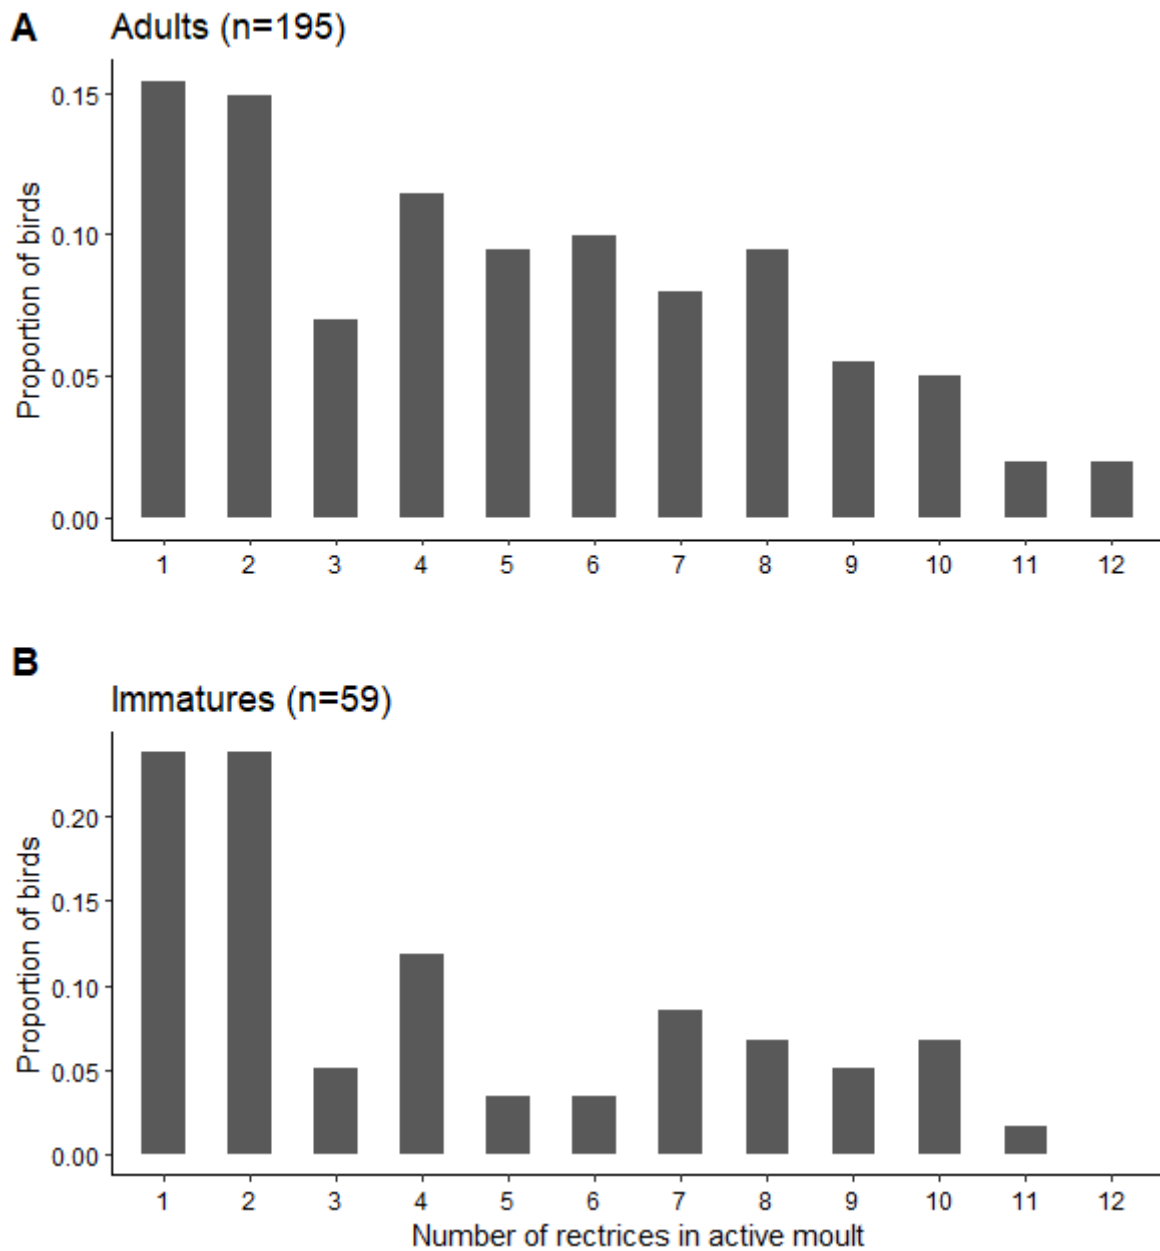 A
Adults (n=195)
Proportion of birds
0.15
0.10
0.05
0.00
1 2 3 4 5 6 7 8 9 10 11 12
B
Immatures (n=59)
Proportion of birds
0.20
0.15
0.10
0.05
0.00
1 2 3 4 5 6 7 8 9 10 11 12
Number of rectrices in active moult